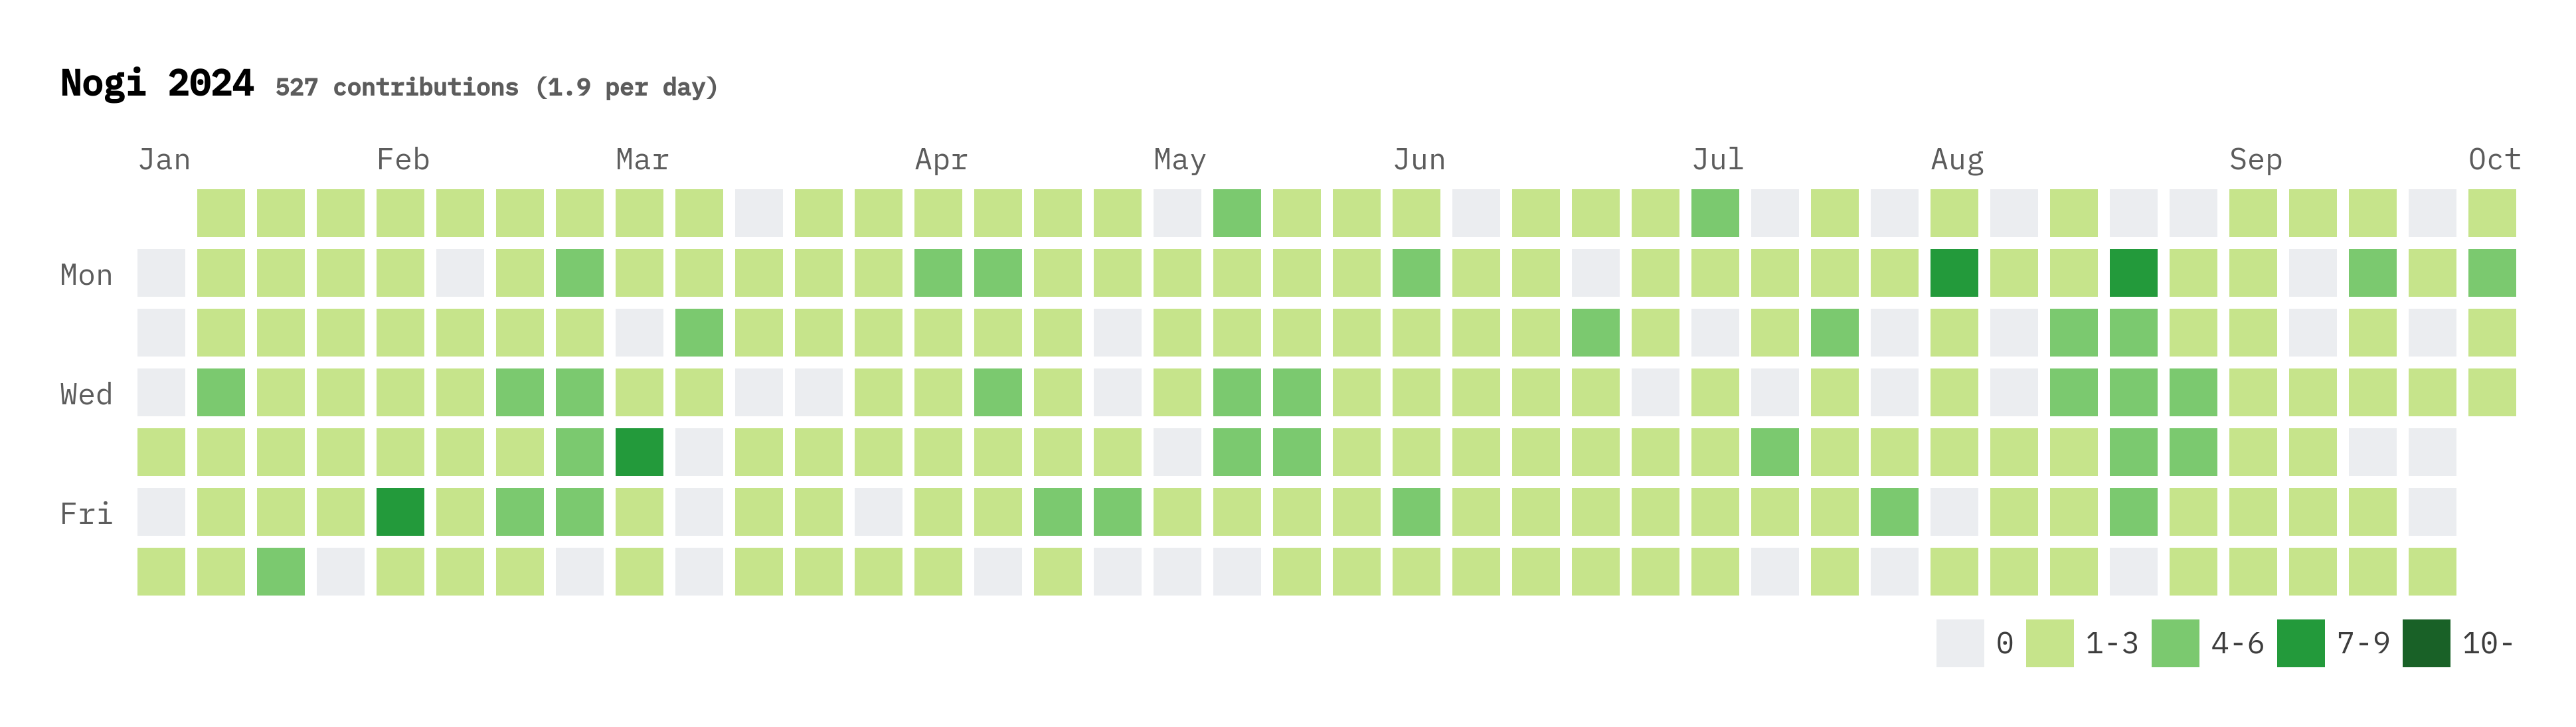 Nogi 2024 527 contributions (1.9 per day)
Jan Feb Mar Apr May Jun Jul Aug Sep Oct
Mon
Wed
Fri
0 1-3 4-6 7-9 10-